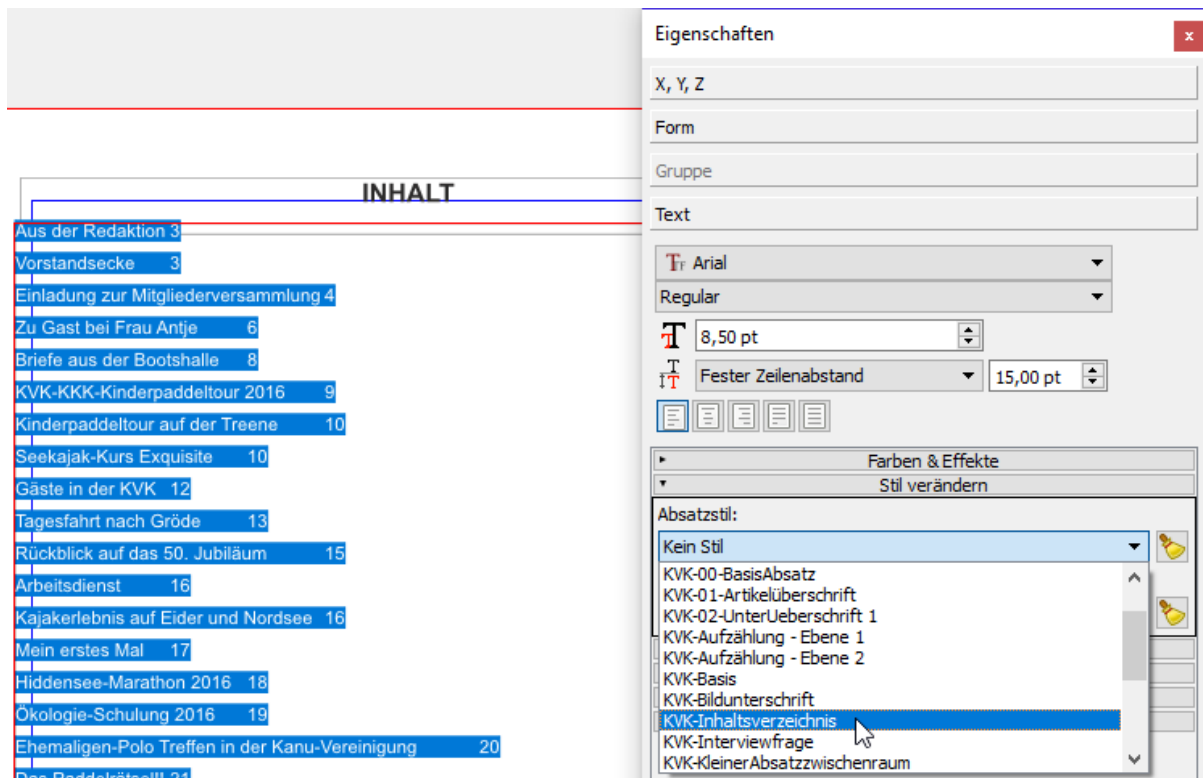 INHALT
Aus der Redaktion 3
Vorstandsecke 3
Einladung zur Mitgliederversammlung 4
Zu Gast bei Frau Antje 6
Briefe aus der Bootshalle 8
KVK-KKK-Kinderpaddeltour 2016 9
Kinderpaddeltour auf der Treene 10
Seekajak-Kurs Exquisite 10
Gäste in der KVK 12
Tagesfahrt nach Gröde 13
Rückblick auf das 50. Jubiläum 15
Arbeitsdienst 16
Kajakerlebnis auf Eider und Nordsee 16
Mein erstes Mal 17
Hiddensee-Marathon 2016 18
Ökologie-Schulung 2016 19
Ehemaligen-Polo Treffen in der Kanu-Vereinigung 20
Das Paddelrätsel!! 21
Eigenschaften
x
X, Y, Z
Form
Gruppe
Text
Arial
Regular
8,50 pt
Fester Zeilenabstand 15,00 pt
Farben & Effekte
Stil verändern
Absatzstil:
Kein Stil
KVK-00-BasisAbsatz
KVK-01-Artikelüberschrift
KVK-02-UnterUeberschrift 1
KVK-Aufzählung - Ebene 1
KVK-Aufzählung - Ebene 2
KVK-Basis
KVK-Bildunterschrift
KVK-Inhaltsverzeichnis
KVK-Interviewfrage
KVK-KleinerAbsatzzwischenraum